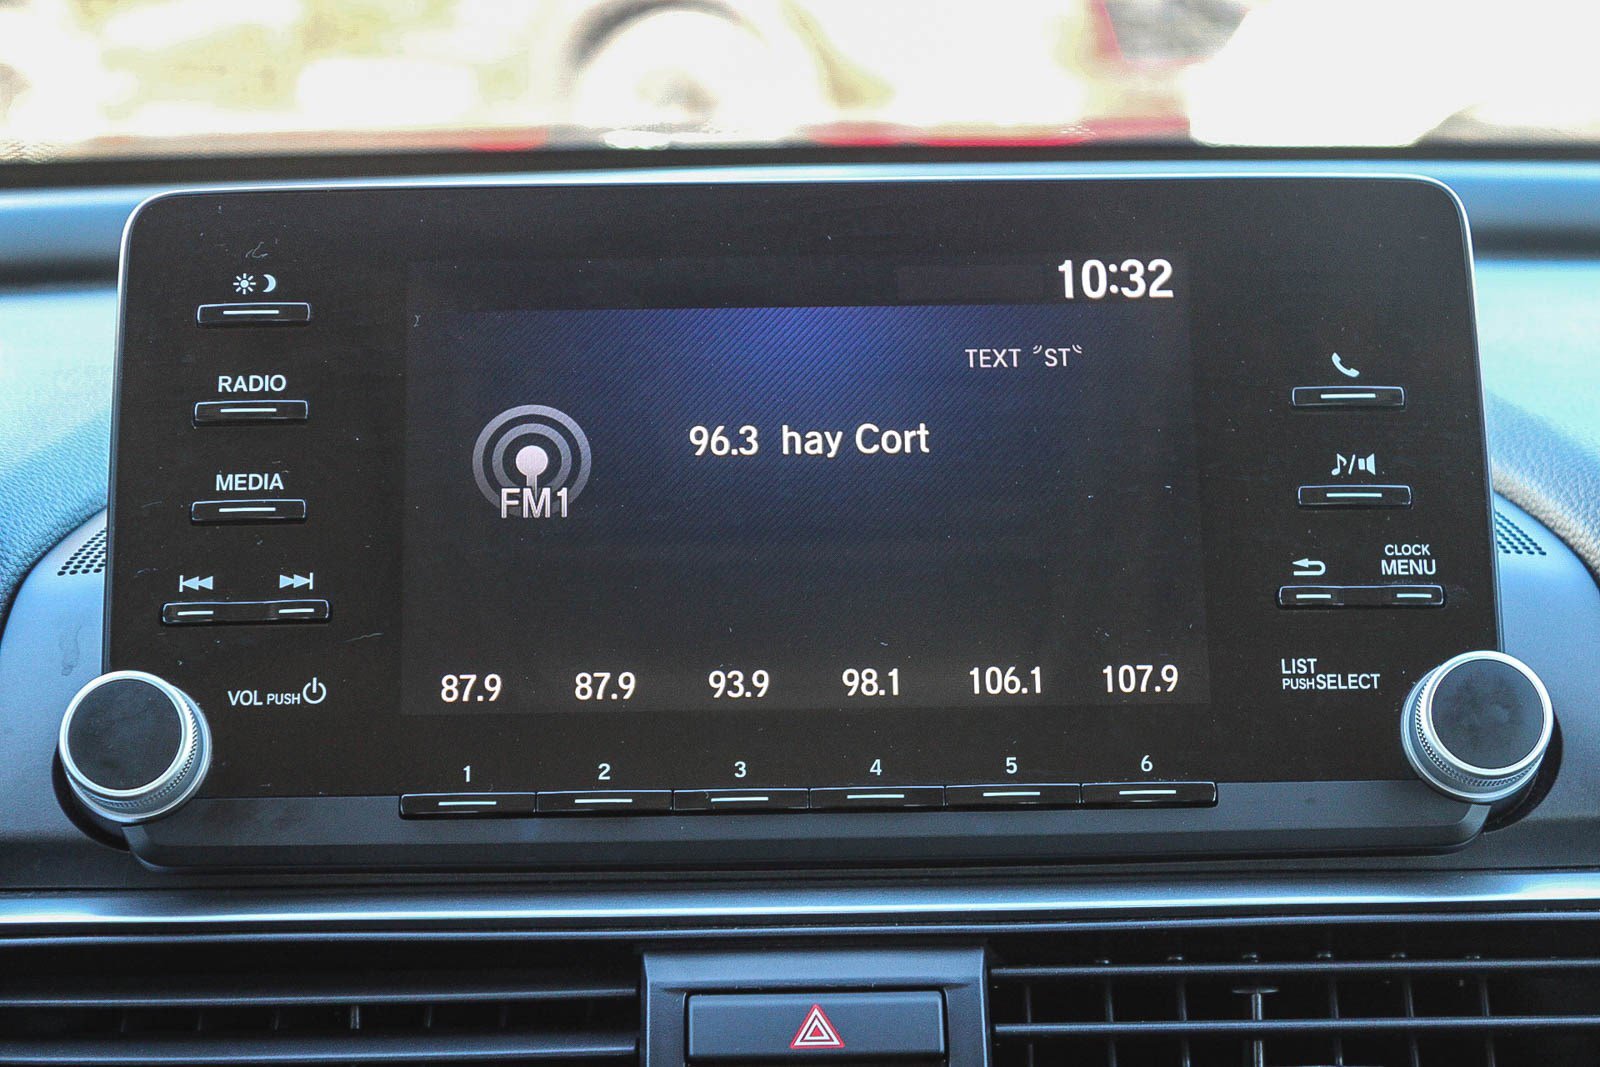 10:32
TEXT "ST"
RADIO
96.3 hay Cort
MEDIA
FM1
CLOCK
MENU
LIST
PUSH SELECT
VOL PUSH
87.9 87.9 93.9 98.1 106.1 107.9
1 2 3 4 5 6